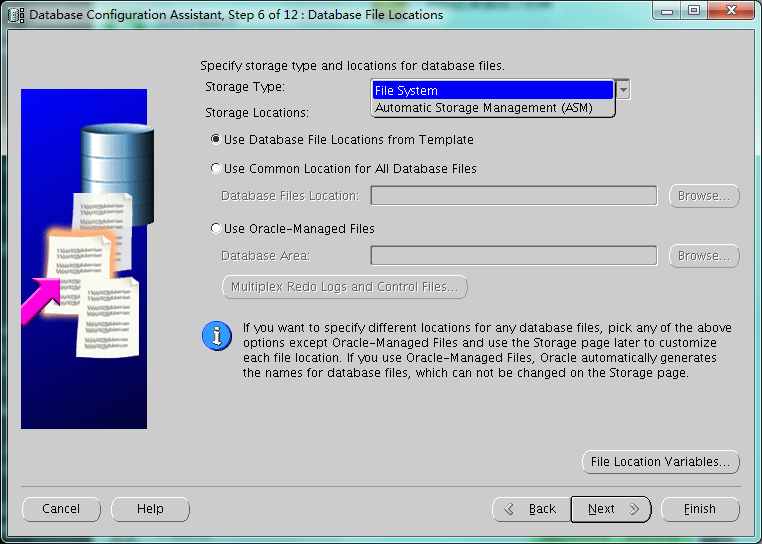 Database Configuration Assistant, Step 6 of 12 : Database File Locations
Specify storage type and locations for database files.
Storage Type:
File System
Automatic Storage Management (ASM)
Storage Locations:
Use Database File Locations from Template
Use Common Location for All Database Files
Database Files Location:
Browse...
Use Oracle-Managed Files
Database Area:
Browse...
Multiplex Redo Logs and Control Files...
If you want to specify different locations for any database files, pick any of the above
options except Oracle-Managed Files and use the Storage page later to customize
each file location. If you use Oracle-Managed Files, Oracle automatically generates
the names for database files, which can not be changed on the Storage page.
File Location Variables...
Cancel
Help
Back
Next
Finish